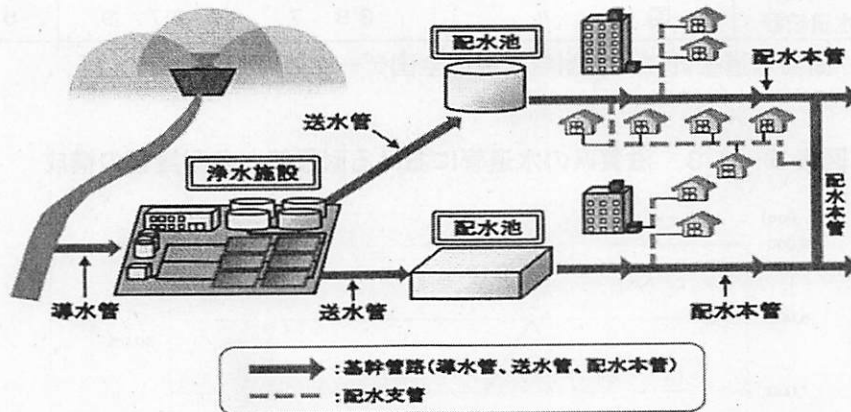 配水池
配水本管
送水管
浄水施設
配水池
配水本管
導水管
送水管
配水本管
:基幹管路(導水管、送水管、配水本管)
:配水支管